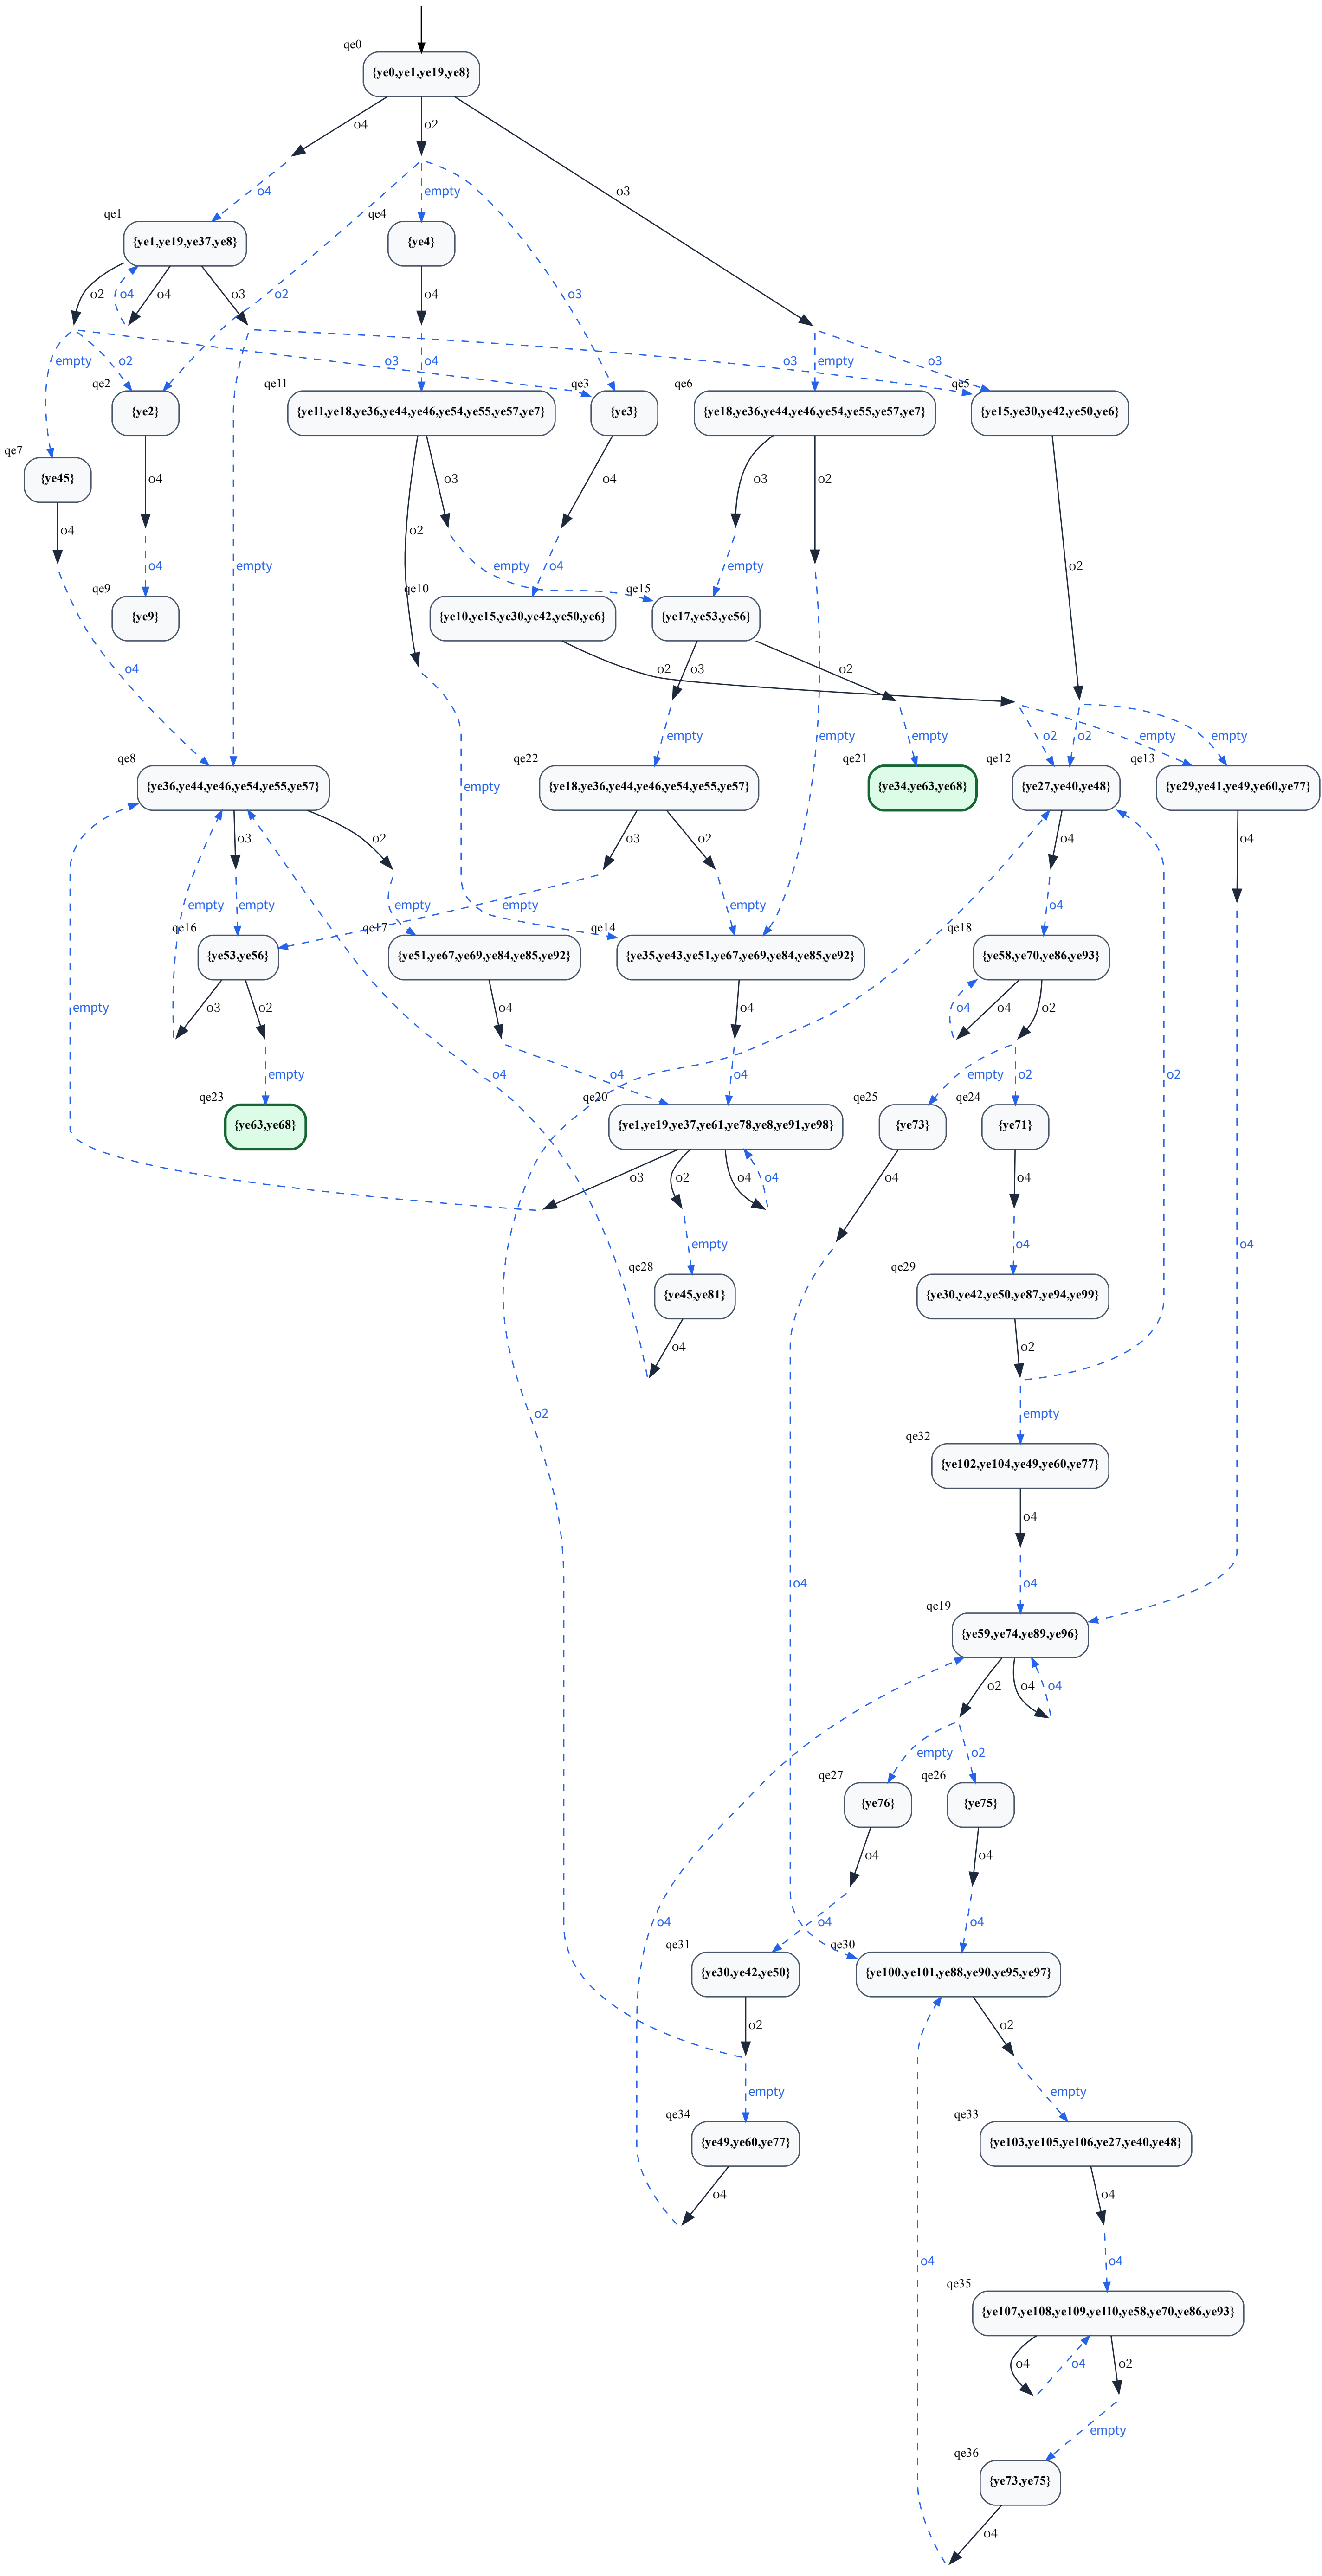 qe0
{ye0,ye1,ye19,ye8}
o4
o2
o3
o4
empty
qe1
qe4
{ye1,ye19,ye37,ye8}
{ye4}
o2
o4
o3
o4
o2
o4
o3
empty
o2
o3
o4
o3
empty
o3
qe2
qe11
qe3
qe6
qe5
{ye2}
{ye11,ye18,ye36,ye44,ye46,ye54,ye55,ye57,ye7}
{ye3}
{ye18,ye36,ye44,ye46,ye54,ye55,ye57,ye7}
{ye15,ye30,ye42,ye50,ye6}
qe7
{ye45}
o4
o3
o4
o3
o2
o4
o2
o4
empty
empty
o4
empty
o2
qe9
qe10
qe15
{ye9}
{ye10,ye15,ye30,ye42,ye50,ye6}
{ye17,ye53,ye56}
o4
o2
o3
o2
empty
empty
empty
o2
o2
empty
empty
qe8
qe22
qe21
qe12
qe13
{ye36,ye44,ye46,ye54,ye55,ye57}
{ye18,ye36,ye44,ye46,ye54,ye55,ye57}
{ye34,ye63,ye68}
{ye27,ye40,ye48}
{ye29,ye41,ye49,ye60,ye77}
empty
o3
o2
o3
o2
o4
o4
empty
empty
empty
empty
empty
o4
qe16
qe17
qe14
qe18
{ye53,ye56}
{ye51,ye67,ye69,ye84,ye85,ye92}
{ye35,ye43,ye51,ye67,ye69,ye84,ye85,ye92}
{ye58,ye70,ye86,ye93}
empty
o3
o2
o4
o4
o4
o4
o2
empty
o4
o4
o4
empty
o2
o2
qe23
qe20
qe25
qe24
{ye63,ye68}
{ye1,ye19,ye37,ye61,ye78,ye8,ye91,ye98}
{ye73}
{ye71}
o3
o2
o4
o4
o4
o4
empty
o4
o4
qe28
qe29
{ye45,ye81}
{ye30,ye42,ye50,ye87,ye94,ye99}
o4
o2
o2
empty
qe32
{ye102,ye104,ye49,ye60,ye77}
o4
o4
o4
qe19
{ye59,ye74,ye89,ye96}
o2
o4
o4
empty
o2
qe27
qe26
{ye76}
{ye75}
o4
o4
o4
o4
o4
qe31
qe30
{ye30,ye42,ye50}
{ye100,ye101,ye88,ye90,ye95,ye97}
o2
o2
empty
empty
qe34
qe33
{ye49,ye60,ye77}
{ye103,ye105,ye106,ye27,ye40,ye48}
o4
o4
o4
o4
qe35
{ye107,ye108,ye109,ye110,ye58,ye70,ye86,ye93}
o4
o4
o2
empty
qe36
{ye73,ye75}
o4